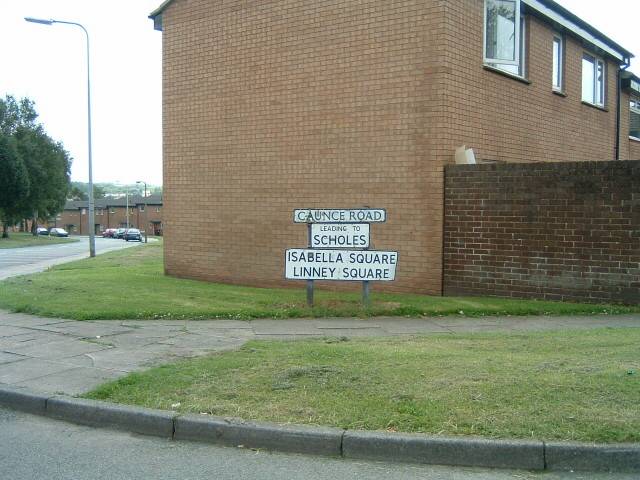 CAUNCE ROAD
LEADING TO
SCHOLES
ISABELLA SQUARE
LINNEY SQUARE